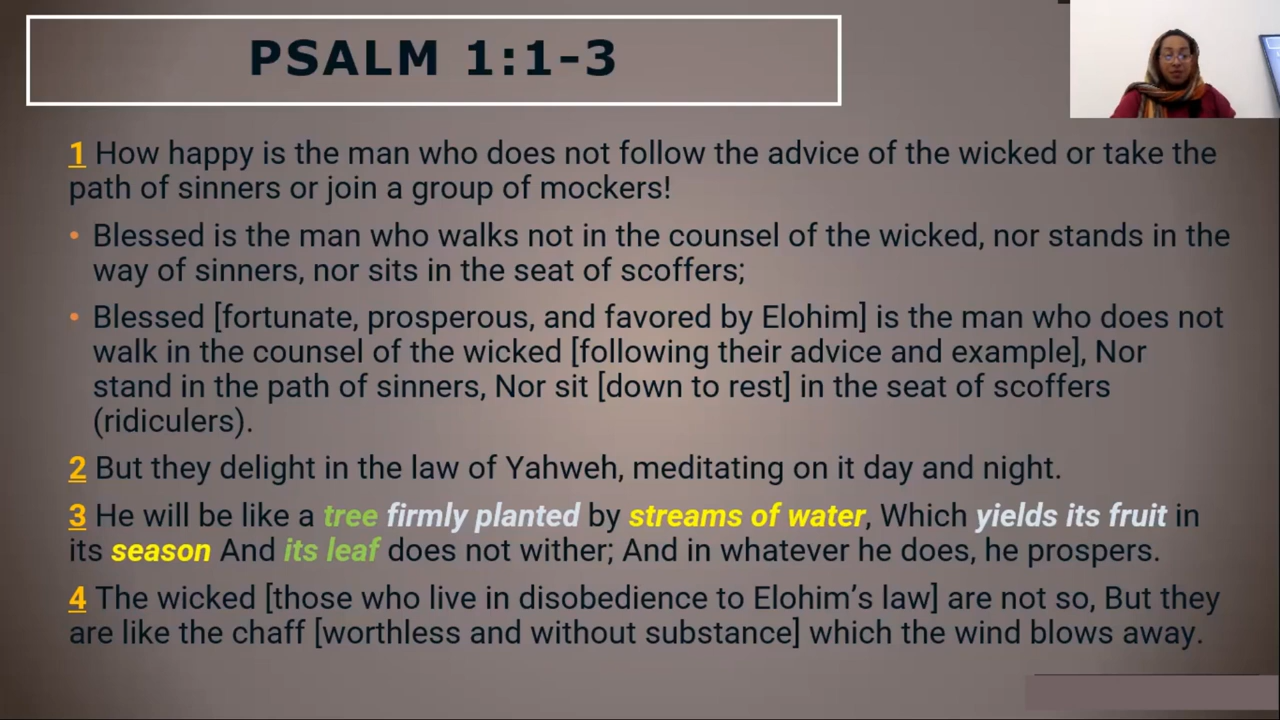 PSALM 1:1-3
1 How happy is the man who does not follow the advice of the wicked or take the
path of sinners or join a group of mockers!
• Blessed is the man who walks not in the counsel of the wicked, nor stands in the
way of sinners, nor sits in the seat of scoffers;
• Blessed [fortunate, prosperous, and favored by Elohim] is the man who does not
walk in the counsel of the wicked [following their advice and example], Nor
stand in the path of sinners, Nor sit [down to rest] in the seat of scoffers
(ridiculers).
2 But they delight in the law of Yahweh, meditating on it day and night.
3 He will be like a tree firmly planted by streams of water, Which yields its fruit in
its season And its leaf does not wither; And in whatever he does, he prospers.
4 The wicked [those who live in disobedience to Elohim’s law] are not so, But they
are like the chaff [worthless and without substance] which the wind blows away.